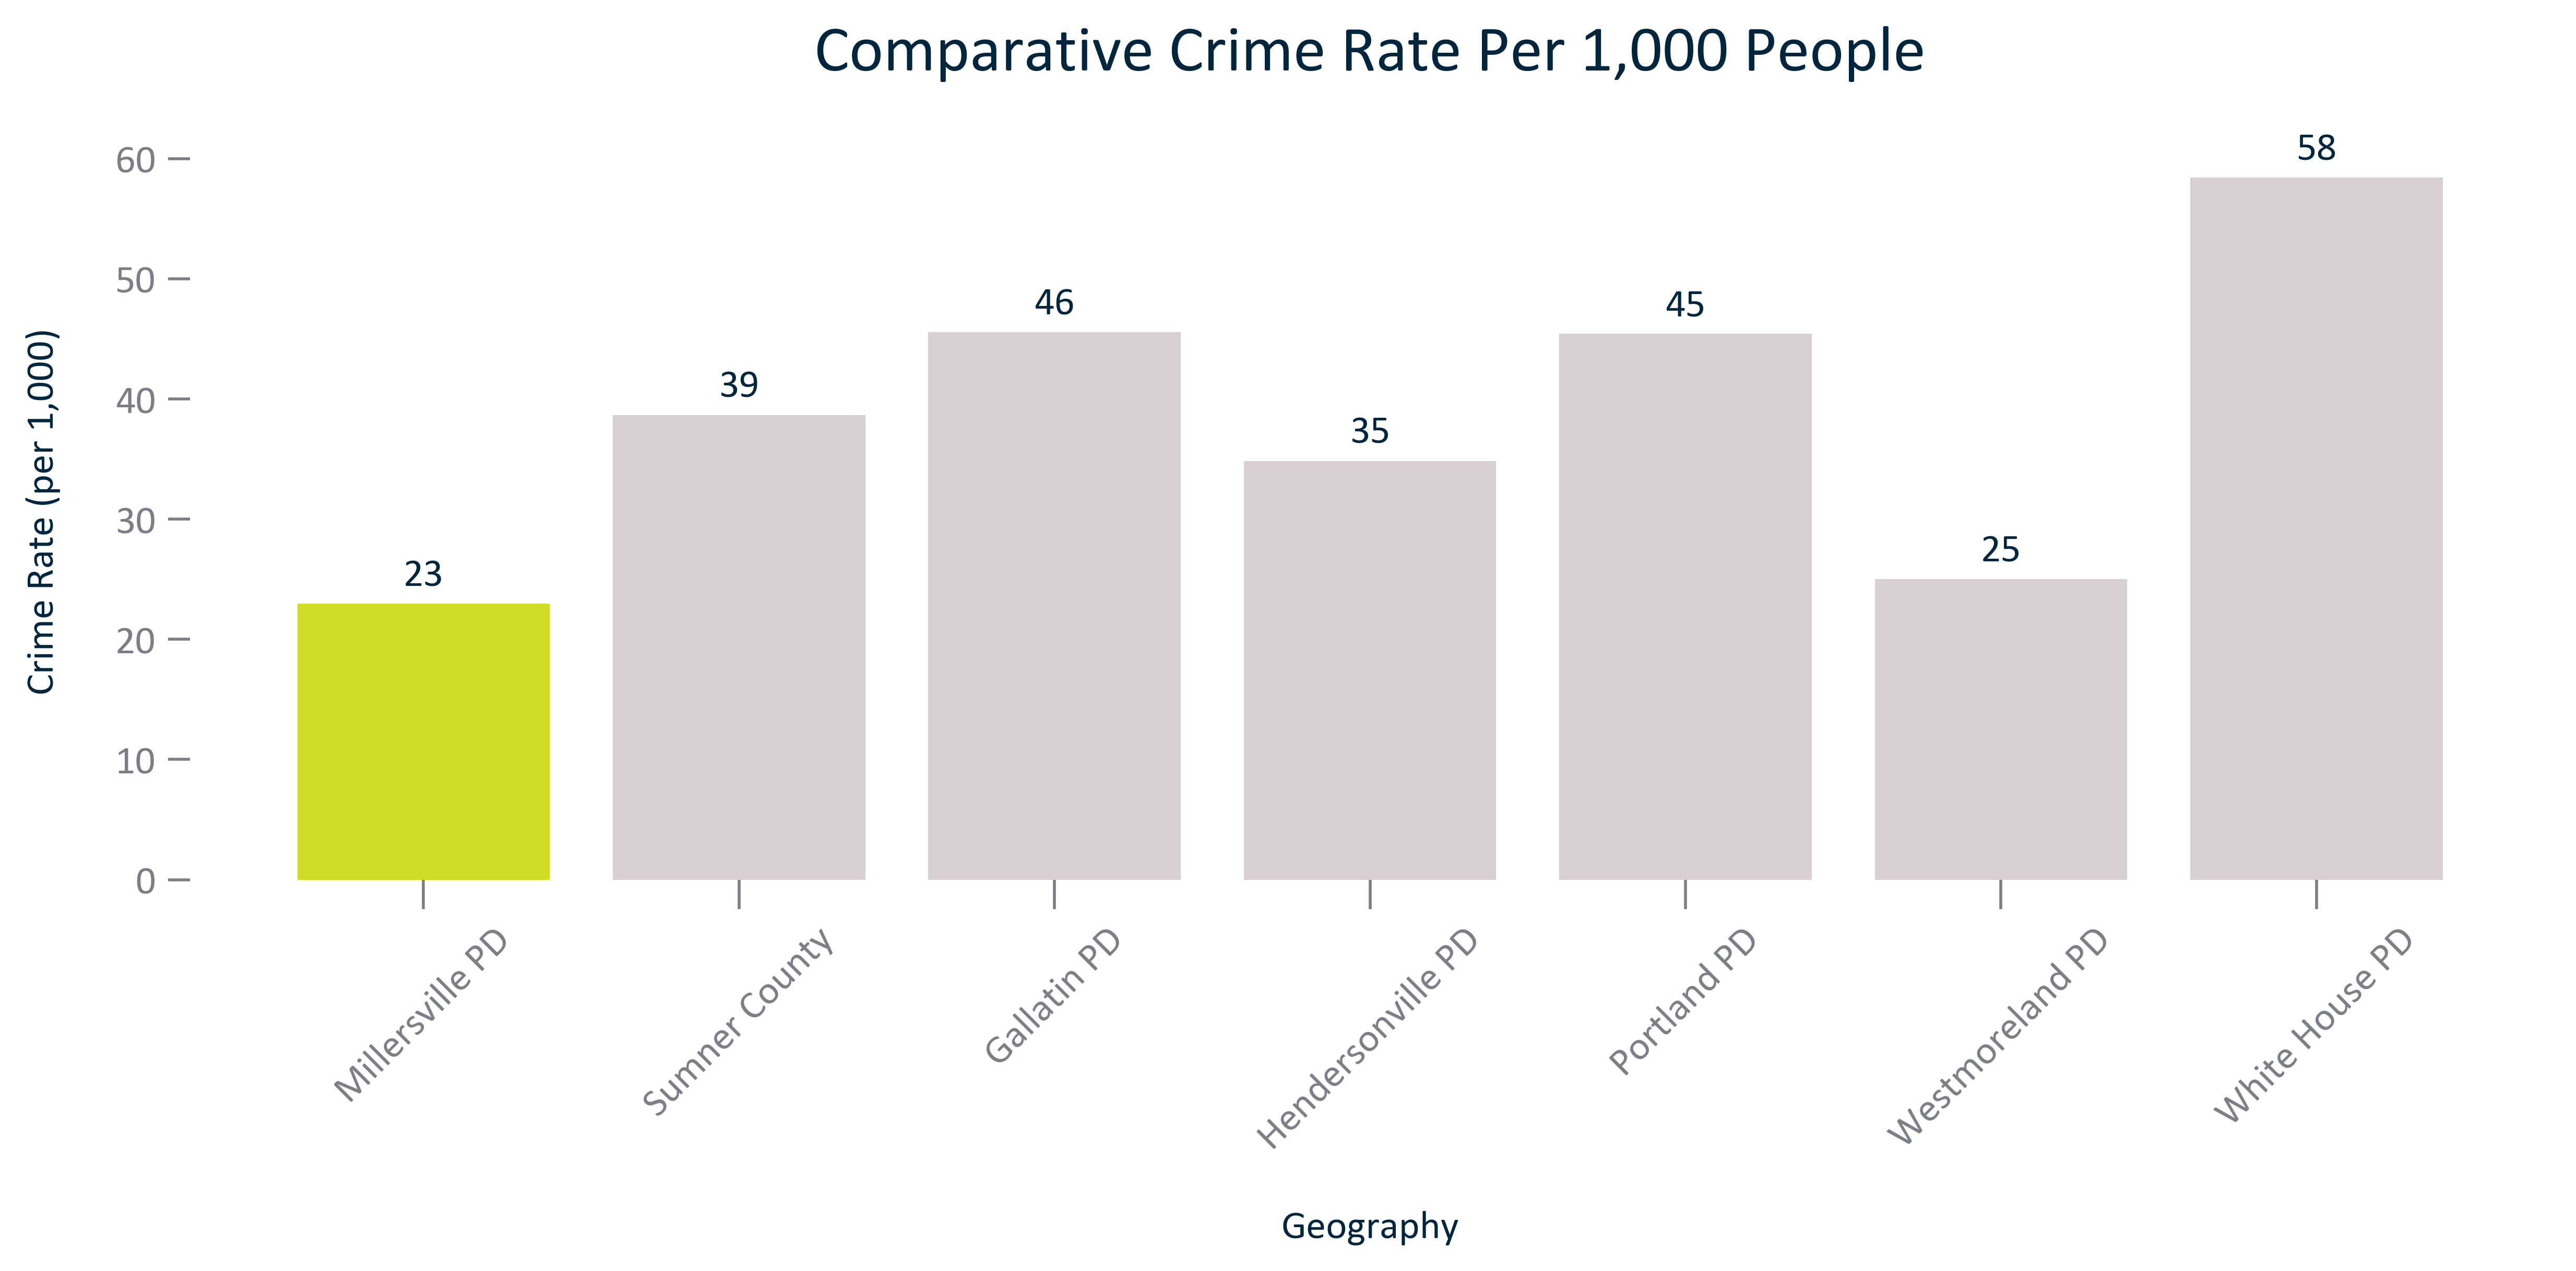 Comparative Crime Rate Per 1,000 People
Crime Rate (per 1,000)
60
50
40
30
20
10
0
23
39
46
35
45
25
58
Millersville PD
Sumner County
Gallatin PD
Hendersonville PD
Portland PD
Westmoreland PD
White House PD
Geography